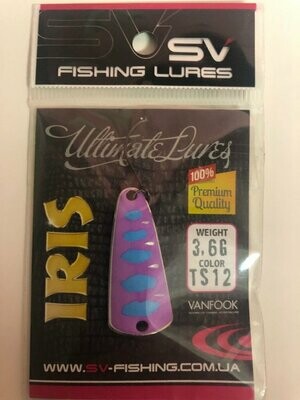 SV SV
FISHING LURES
Ultimate Lures
100%
Premium
Quality
IRIS
WEIGHT
3.6G
COLOR
TS12
VANFOOK
WWW.SV-FISHING.COM.UA